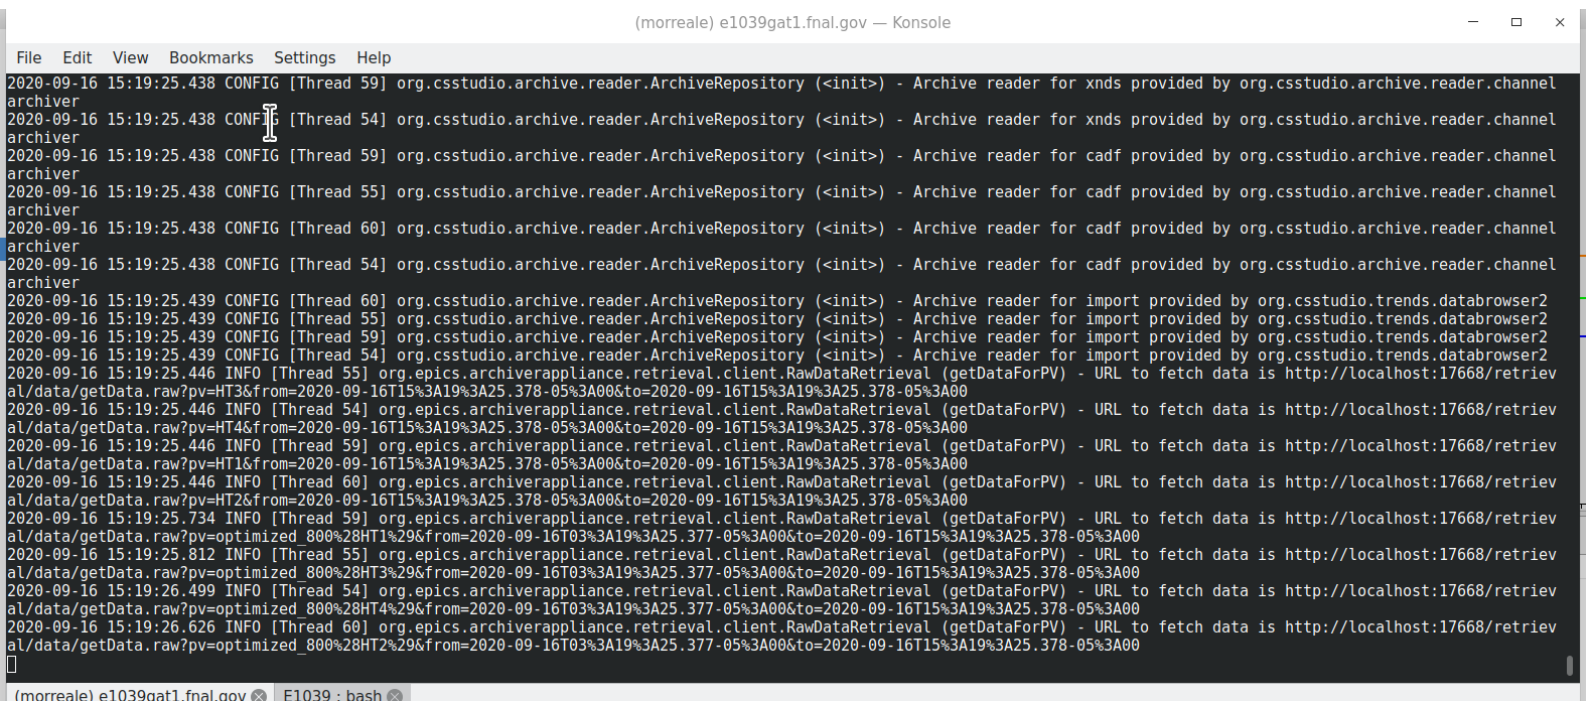 (morreale) e1039gat1.fnal.gov — Konsole
File Edit View Bookmarks Settings Help
2020-09-16 15:19:25.438 CONFIG [Thread 59] org.csstudio.archive.reader.ArchiveRepository (<init>) - Archive reader for xnds provided by org.csstudio.archive.reader.channel
archiver
2020-09-16 15:19:25.438 CONFIG [Thread 54] org.csstudio.archive.reader.ArchiveRepository (<init>) - Archive reader for xnds provided by org.csstudio.archive.reader.channel
archiver
2020-09-16 15:19:25.438 CONFIG [Thread 59] org.csstudio.archive.reader.ArchiveRepository (<init>) - Archive reader for cadf provided by org.csstudio.archive.reader.channel
archiver
2020-09-16 15:19:25.438 CONFIG [Thread 55] org.csstudio.archive.reader.ArchiveRepository (<init>) - Archive reader for cadf provided by org.csstudio.archive.reader.channel
archiver
2020-09-16 15:19:25.438 CONFIG [Thread 60] org.csstudio.archive.reader.ArchiveRepository (<init>) - Archive reader for cadf provided by org.csstudio.archive.reader.channel
archiver
2020-09-16 15:19:25.438 CONFIG [Thread 54] org.csstudio.archive.reader.ArchiveRepository (<init>) - Archive reader for cadf provided by org.csstudio.archive.reader.channel
archiver
2020-09-16 15:19:25.439 CONFIG [Thread 60] org.csstudio.archive.reader.ArchiveRepository (<init>) - Archive reader for import provided by org.csstudio.trends.databrowser2
2020-09-16 15:19:25.439 CONFIG [Thread 55] org.csstudio.archive.reader.ArchiveRepository (<init>) - Archive reader for import provided by org.csstudio.trends.databrowser2
2020-09-16 15:19:25.439 CONFIG [Thread 59] org.csstudio.archive.reader.ArchiveRepository (<init>) - Archive reader for import provided by org.csstudio.trends.databrowser2
2020-09-16 15:19:25.439 CONFIG [Thread 54] org.csstudio.archive.reader.ArchiveRepository (<init>) - Archive reader for import provided by org.csstudio.trends.databrowser2
2020-09-16 15:19:25.446 INFO [Thread 55] org.epics.archiverappliance.retrieval.client.RawDataRetrieval (getDataForPV) - URL to fetch data is http://localhost:17668/retriev
al/data/getData.raw?pv=HT3&from=2020-09-16T15%3A19%3A25.378-05%3A00&to=2020-09-16T15%3A19%3A25.378-05%3A00
2020-09-16 15:19:25.446 INFO [Thread 54] org.epics.archiverappliance.retrieval.client.RawDataRetrieval (getDataForPV) - URL to fetch data is http://localhost:17668/retriev
al/data/getData.raw?pv=HT4&from=2020-09-16T15%3A19%3A25.378-05%3A00&to=2020-09-16T15%3A19%3A25.378-05%3A00
2020-09-16 15:19:25.446 INFO [Thread 59] org.epics.archiverappliance.retrieval.client.RawDataRetrieval (getDataForPV) - URL to fetch data is http://localhost:17668/retriev
al/data/getData.raw?pv=HT1&from=2020-09-16T15%3A19%3A25.378-05%3A00&to=2020-09-16T15%3A19%3A25.378-05%3A00
2020-09-16 15:19:25.446 INFO [Thread 60] org.epics.archiverappliance.retrieval.client.RawDataRetrieval (getDataForPV) - URL to fetch data is http://localhost:17668/retriev
al/data/getData.raw?pv=HT2&from=2020-09-16T15%3A19%3A25.378-05%3A00&to=2020-09-16T15%3A19%3A25.378-05%3A00
2020-09-16 15:19:25.734 INFO [Thread 59] org.epics.archiverappliance.retrieval.client.RawDataRetrieval (getDataForPV) - URL to fetch data is http://localhost:17668/retriev
al/data/getData.raw?pv=optimized_800%28HT1%29&from=2020-09-16T03%3A19%3A25.377-05%3A00&to=2020-09-16T15%3A19%3A25.378-05%3A00
2020-09-16 15:19:25.812 INFO [Thread 55] org.epics.archiverappliance.retrieval.client.RawDataRetrieval (getDataForPV) - URL to fetch data is http://localhost:17668/retriev
al/data/getData.raw?pv=optimized_800%28HT3%29&from=2020-09-16T03%3A19%3A25.377-05%3A00&to=2020-09-16T15%3A19%3A25.378-05%3A00
2020-09-16 15:19:26.499 INFO [Thread 54] org.epics.archiverappliance.retrieval.client.RawDataRetrieval (getDataForPV) - URL to fetch data is http://localhost:17668/retriev
al/data/getData.raw?pv=optimized_800%28HT4%29&from=2020-09-16T03%3A19%3A25.377-05%3A00&to=2020-09-16T15%3A19%3A25.378-05%3A00
2020-09-16 15:19:26.626 INFO [Thread 60] org.epics.archiverappliance.retrieval.client.RawDataRetrieval (getDataForPV) - URL to fetch data is http://localhost:17668/retriev
al/data/getData.raw?pv=optimized_800%28HT2%29&from=2020-09-16T03%3A19%3A25.377-05%3A00&to=2020-09-16T15%3A19%3A25.378-05%3A00
(morreale) e1039gat1.fnal.gov E1039 : bash